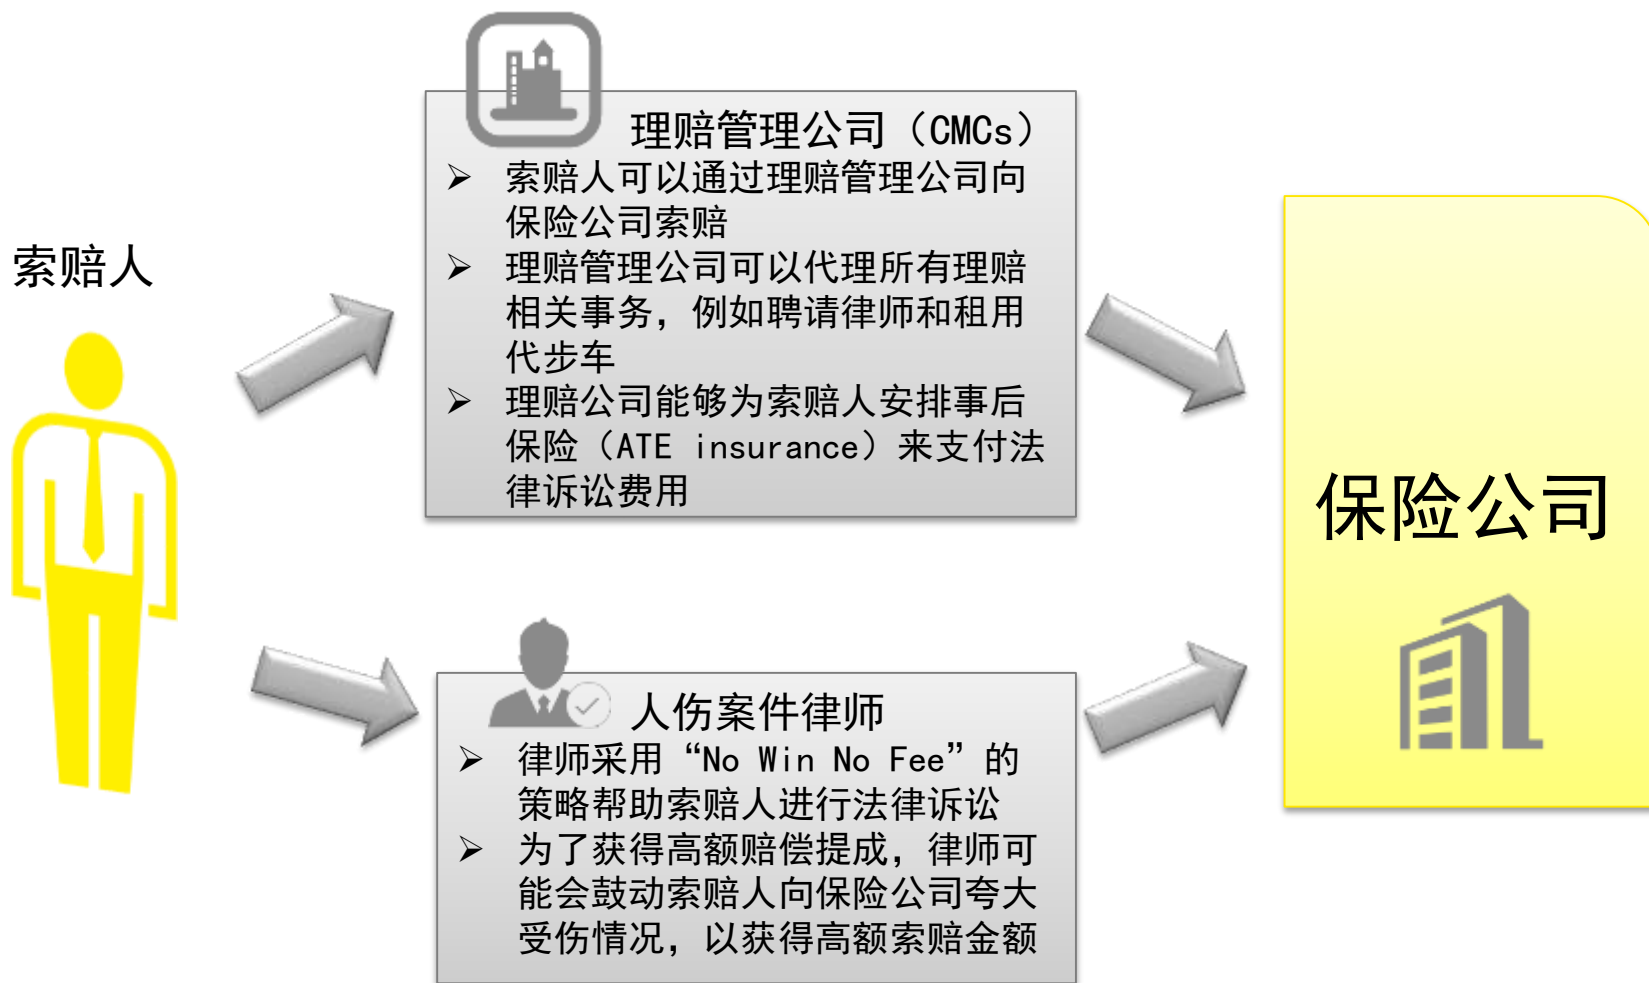 索赔人
理赔管理公司（CMCs）
➢ 索赔人可以通过理赔管理公司向
保险公司索赔
➢ 理赔管理公司可以代理所有理赔
相关事务，例如聘请律师和租用
代步车
➢ 理赔公司能够为索赔人安排事后
保险（ATE insurance）来支付法
律诉讼费用
人伤案件律师
➢ 律师采用“No Win No Fee”的
策略帮助索赔人进行法律诉讼
➢ 为了获得高额赔偿提成，律师可
能会鼓动索赔人向保险公司夸大
受伤情况，以获得高额索赔金额
保险公司